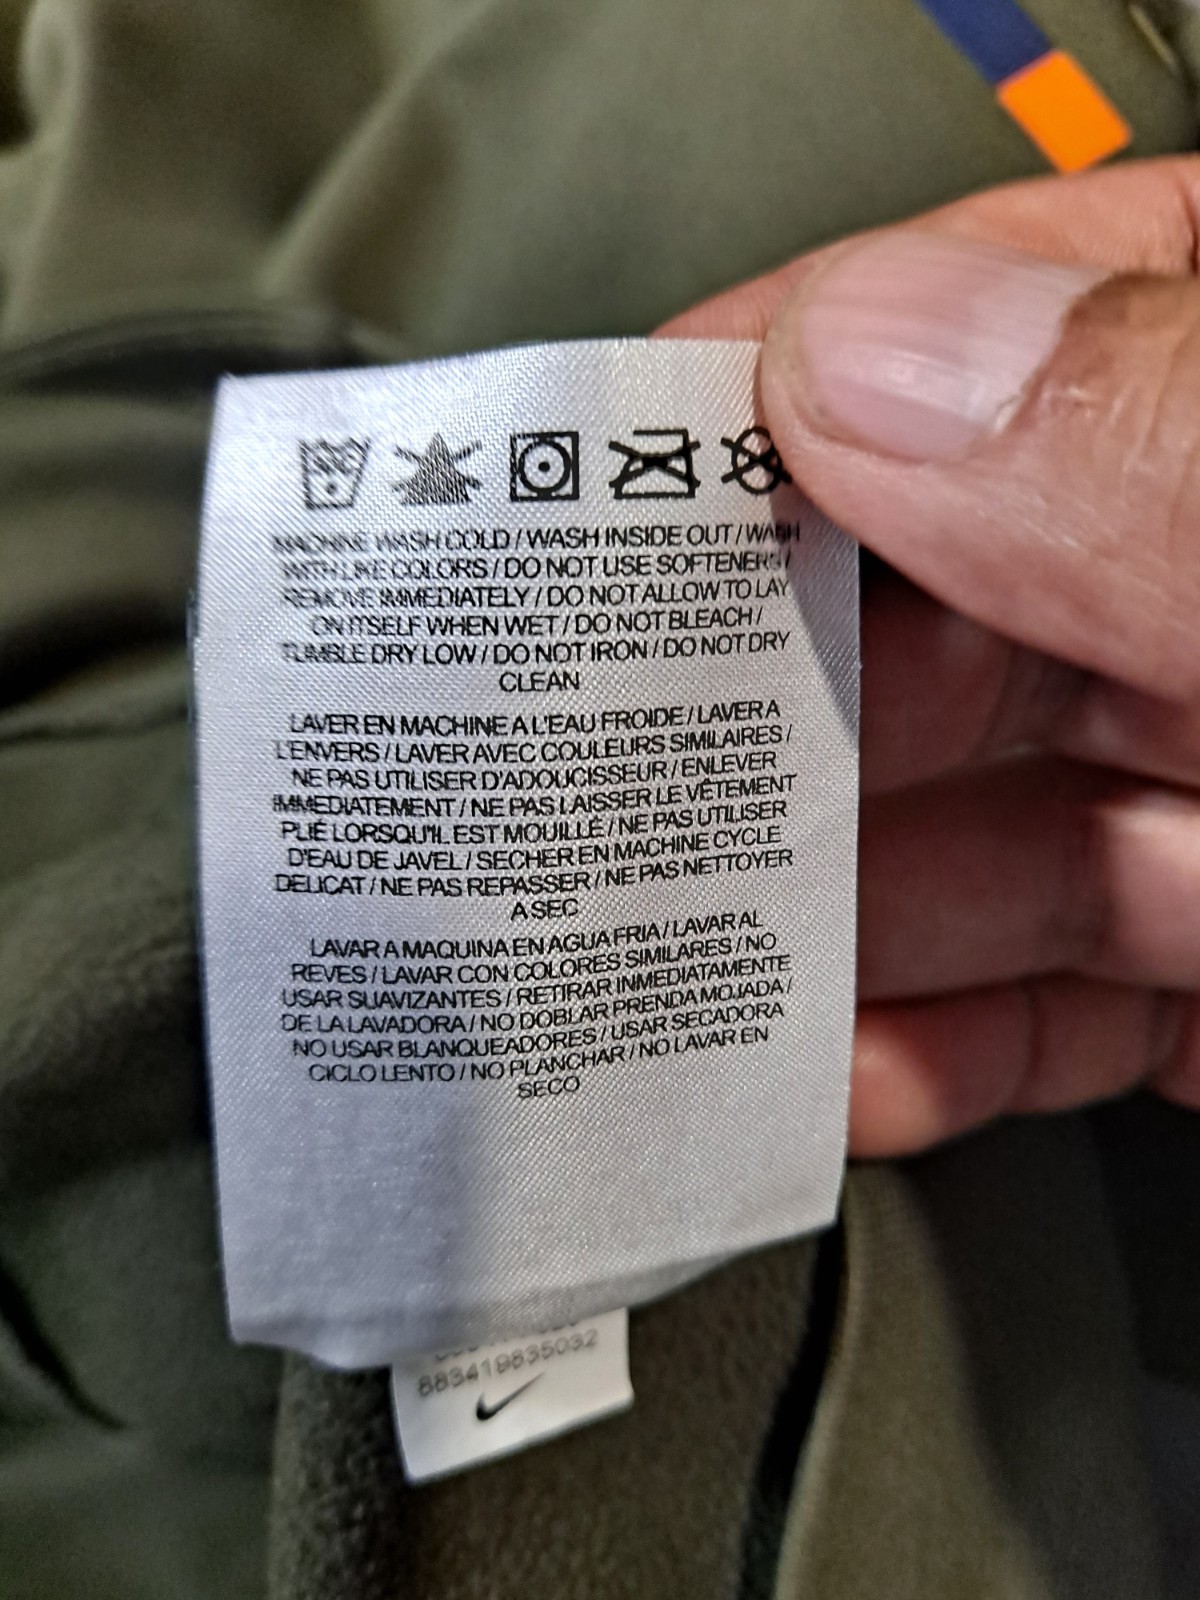 MACHINE WASH COLD / WASH INSIDE OUT / WASH
WITH LIKE COLORS / DO NOT USE SOFTENERS /
REMOVE IMMEDIATELY / DO NOT ALLOW TO LAY
ON ITSELF WHEN WET / DO NOT BLEACH /
TUMBLE DRY LOW / DO NOT IRON / DO NOT DRY
CLEAN
LAVER EN MACHINE A L'EAU FROIDE / LAVER A
L'ENVERS / LAVER AVEC COULEURS SIMILAIRES /
NE PAS UTILISER D'ADOUCISSEUR / ENLEVER
IMMEDIATEMENT / NE PAS LAISSER LE VÊTEMENT
PLIÉ LORSQU'IL EST MOUILLÉ / NE PAS UTILISER
D'EAU DE JAVEL / SECHER EN MACHINE CYCLE
DELICAT / NE PAS REPASSER / NE PAS NETTOYER
A SEC
LAVAR A MAQUINA EN AGUA FRIA / LAVAR AL
REVES / LAVAR CON COLORES SIMILARES / NO
USAR SUAVIZANTES / RETIRAR INMEDIATAMENTE
DE LA LAVADORA / NO DOBLAR PRENDA MOJADA /
NO USAR BLANQUEADORES / USAR SECADORA
CICLO LENTO / NO PLANCHAR / NO LAVAR EN
SECO
883419835032